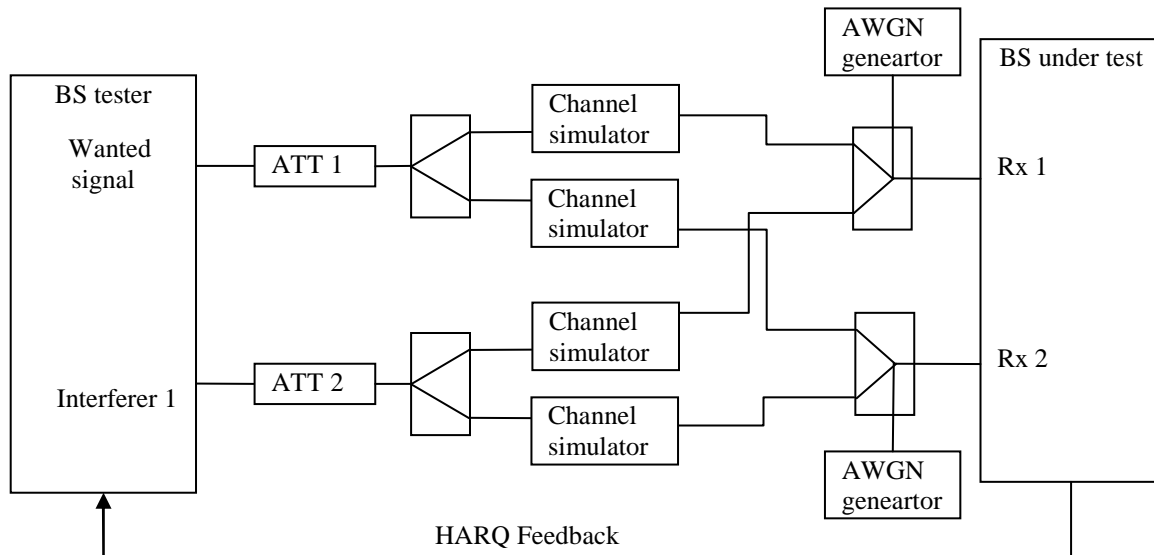 AWGN
geneartor
BS under test
BS tester
Wanted
signal
ATT 1
Channel
simulator
Channel
simulator
Rx 1
Interferer 1
ATT 2
Channel
simulator
Channel
simulator
Rx 2
AWGN
geneartor
HARQ Feedback